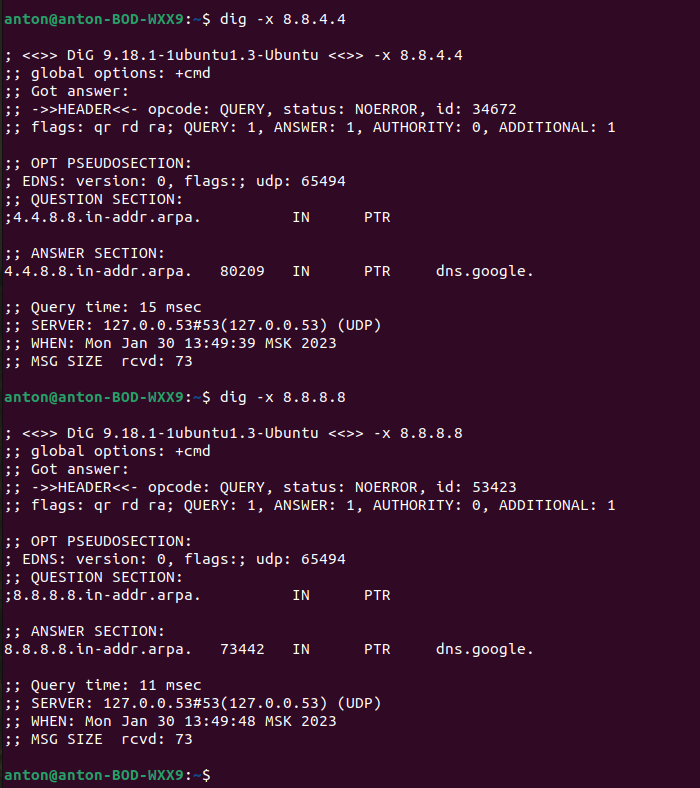 anton@anton-BOD-WXX9:~$ dig -x 8.8.4.4
; <<>> DiG 9.18.1-1ubuntu1.3-Ubuntu <<>> -x 8.8.4.4
;; global options: +cmd
;; Got answer:
;; ->>HEADER<<- opcode: QUERY, status: NOERROR, id: 34672
;; flags: qr rd ra; QUERY: 1, ANSWER: 1, AUTHORITY: 0, ADDITIONAL: 1
;; OPT PSEUDOSECTION:
; EDNS: version: 0, flags:; udp: 65494
;; QUESTION SECTION:
;4.4.8.8.in-addr.arpa. IN PTR
;; ANSWER SECTION:
4.4.8.8.in-addr.arpa. 80209 IN PTR dns.google.
;; Query time: 15 msec
;; SERVER: 127.0.0.53#53(127.0.0.53) (UDP)
;; WHEN: Mon Jan 30 13:49:39 MSK 2023
;; MSG SIZE rcvd: 73
anton@anton-BOD-WXX9:~$ dig -x 8.8.8.8
; <<>> DiG 9.18.1-1ubuntu1.3-Ubuntu <<>> -x 8.8.8.8
;; global options: +cmd
;; Got answer:
;; ->>HEADER<<- opcode: QUERY, status: NOERROR, id: 53423
;; flags: qr rd ra; QUERY: 1, ANSWER: 1, AUTHORITY: 0, ADDITIONAL: 1
;; OPT PSEUDOSECTION:
; EDNS: version: 0, flags:; udp: 65494
;; QUESTION SECTION:
;8.8.8.8.in-addr.arpa. IN PTR
;; ANSWER SECTION:
8.8.8.8.in-addr.arpa. 73442 IN PTR dns.google.
;; Query time: 11 msec
;; SERVER: 127.0.0.53#53(127.0.0.53) (UDP)
;; WHEN: Mon Jan 30 13:49:48 MSK 2023
;; MSG SIZE rcvd: 73
anton@anton-BOD-WXX9:~$